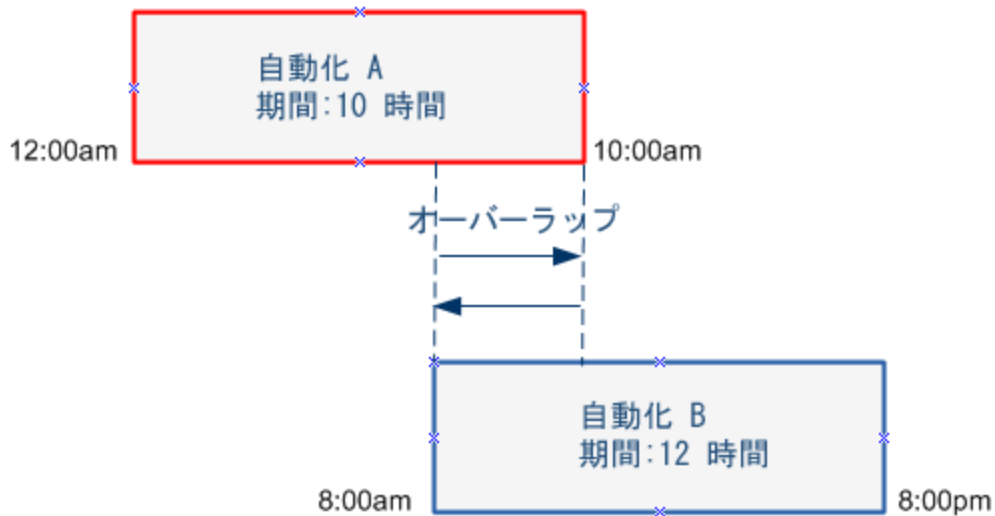 自動化 A
期間:10 時間
12:00am
10:00am
オーバーラップ
自動化 B
期間:12 時間
8:00am
8:00pm